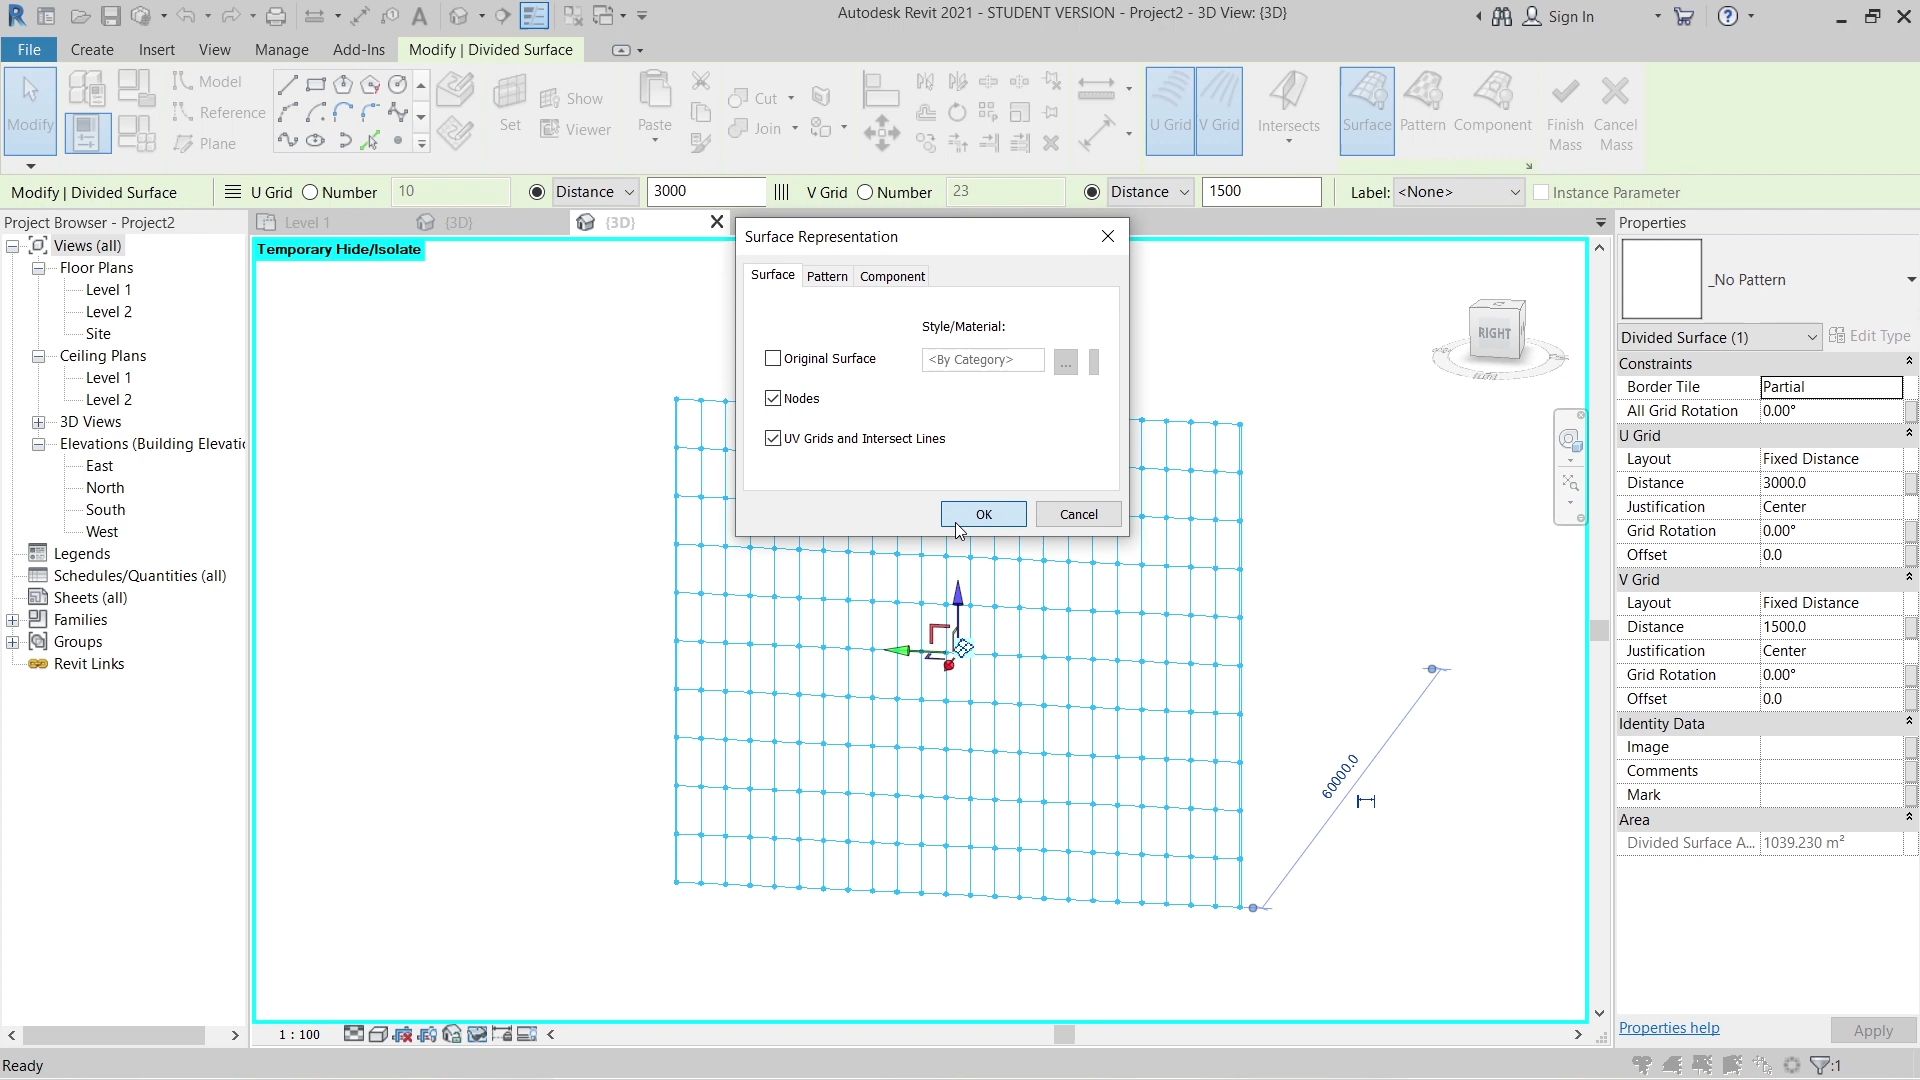 Autodesk Revit 2021 - STUDENT VERSION - Project2 - 3D View: {3D}
Sign In
File
Create
Insert
View
Manage
Add-Ins
Modify | Divided Surface
Modify
Model
Reference
Plane
Set
Show
Viewer
Paste
Cut
Join
U Grid
V Grid
Intersects
Surface
Pattern
Component
Finish Mass
Cancel Mass
Modify | Divided Surface
U Grid
Number
10
Distance
3000
V Grid
Number
23
Distance
1500
Label:
<None>
Instance Parameter
Project Browser - Project2
Views (all)
Floor Plans
Level 1
Level 2
Site
Ceiling Plans
Level 1
Level 2
3D Views
Elevations (Building Elevatio
East
North
South
West
Legends
Schedules/Quantities (all)
Sheets (all)
Families
Groups
Revit Links
Level 1
{3D}
{3D}
Temporary Hide/Isolate
Surface Representation
Surface
Pattern
Component
Style/Material:
Original Surface
<By Category>
...
Nodes
UV Grids and Intersect Lines
OK
Cancel
RIGHT
60000.0
Properties
_No Pattern
Divided Surface (1)
Edit Type
Constraints
Border Tile Partial
All Grid Rotation 0.00°
U Grid
Layout Fixed Distance
Distance 3000.0
Justification Center
Grid Rotation 0.00°
Offset 0.0
V Grid
Layout Fixed Distance
Distance 1500.0
Justification Center
Grid Rotation 0.00°
Offset 0.0
Identity Data
Image
Comments
Mark
Area
Divided Surface A... 1039.230 m²
Properties help
Apply
1 : 100
Ready
:1